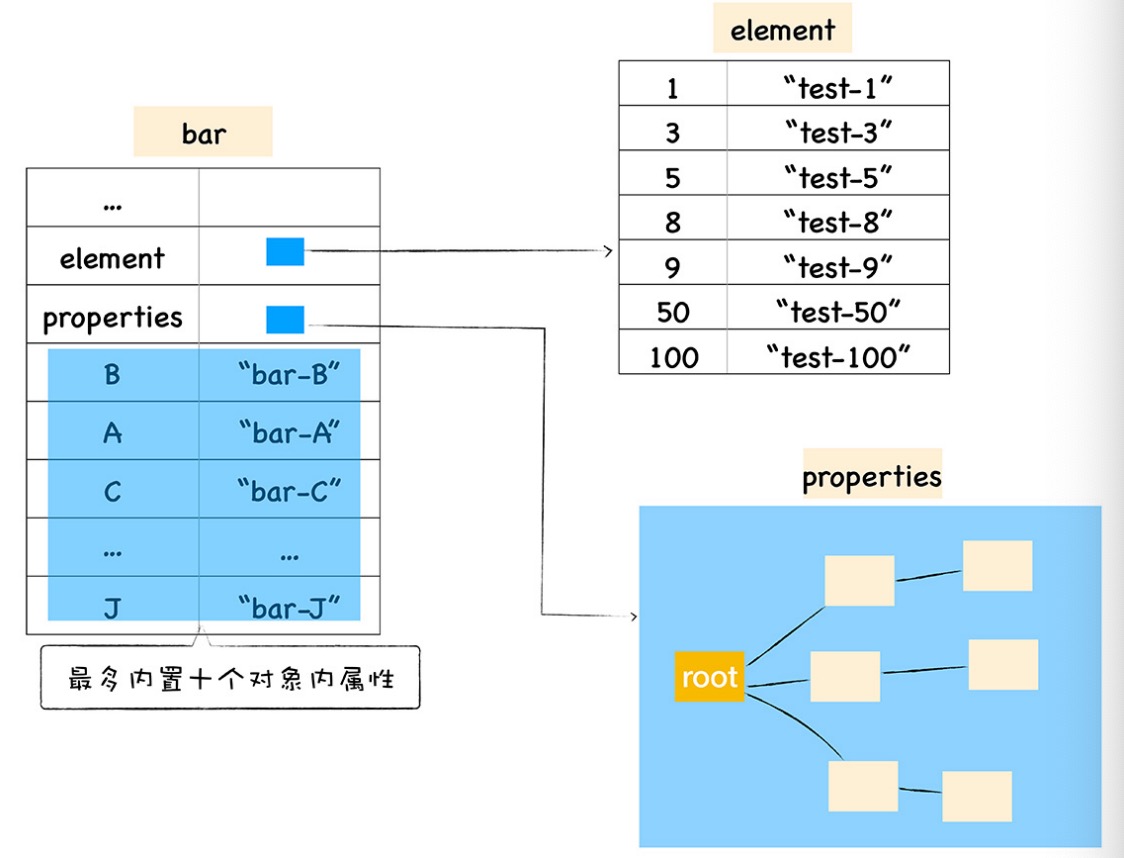 bar
...
element
properties
B "bar-B"
A "bar-A"
C "bar-C"
... ...
J "bar-J"
最多内置十个对象内属性
element
1 "test-1"
3 "test-3"
5 "test-5"
8 "test-8"
9 "test-9"
50 "test-50"
100 "test-100"
properties
root